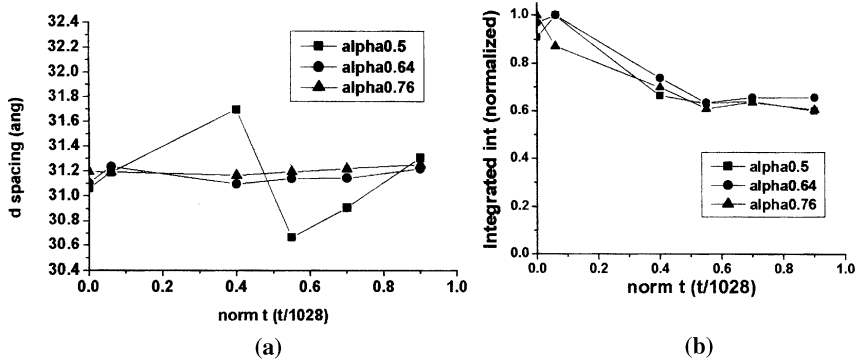 32.4
32.2
32.0
31.8
31.6
31.4
31.2
31.0
30.8
30.6
30.4
d spacing (ang)
alpha0.5
alpha0.64
alpha0.76
0.0 0.2 0.4 0.6 0.8 1.0
norm t (t/1028)
(a)
1.0
0.8
0.6
0.4
0.2
0.0
Integrated int (normalized)
alpha0.5
alpha0.64
alpha0.76
0.0 0.2 0.4 0.6 0.8 1.0
norm t (t/1028)
(b)